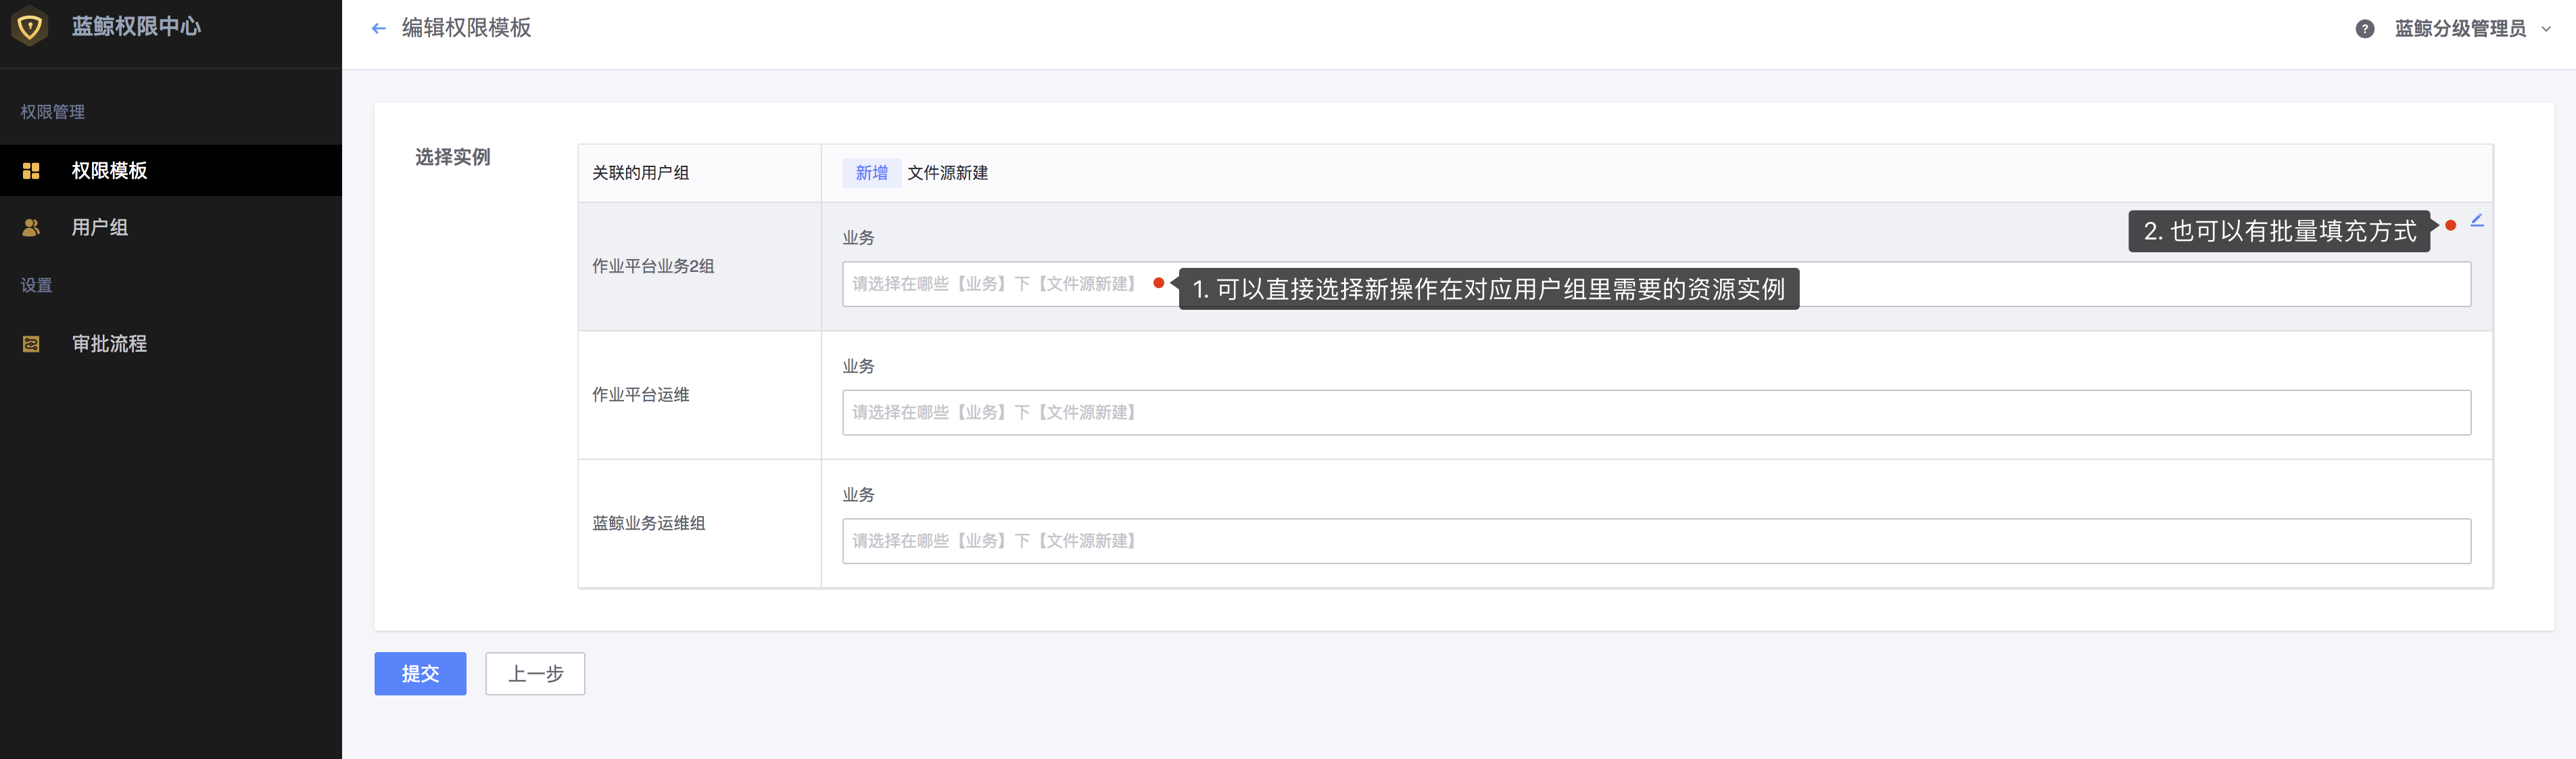 蓝鲸权限中心
编辑权限模板
蓝鲸分级管理员
权限管理
权限模板
用户组
设置
审批流程
选择实例
关联的用户组
新增 文件源新建
作业平台业务2组
业务
2. 也可以有批量填充方式
请选择在哪些【业务】下【文件源新建】
1. 可以直接选择新操作在对应用户组里需要的资源实例
作业平台运维
业务
请选择在哪些【业务】下【文件源新建】
蓝鲸业务运维组
业务
请选择在哪些【业务】下【文件源新建】
提交
上一步